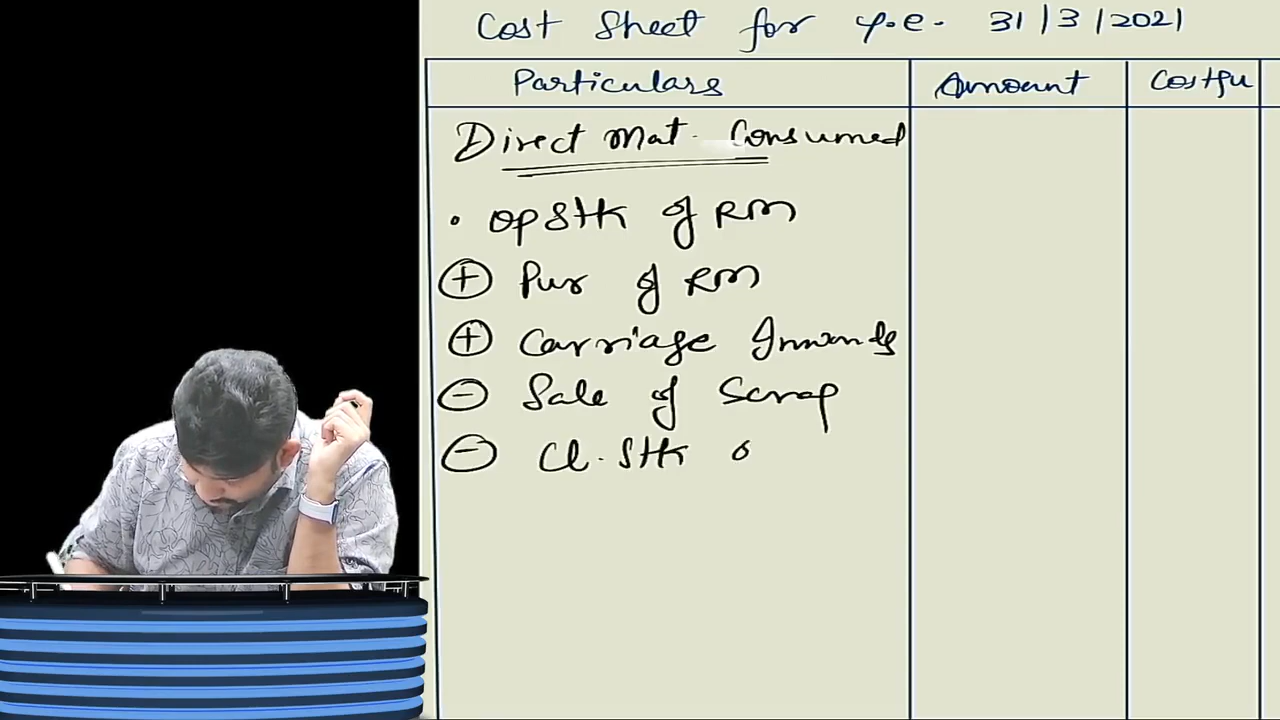 Cost Sheet for y.e. 31/3/2021
Particulars Amount Cost/u
Direct Mat. Consumed
• Op Stk of RM
+ Pur of RM
+ Carriage Inwards
- Sale of Scrap
- Cl. Stk o